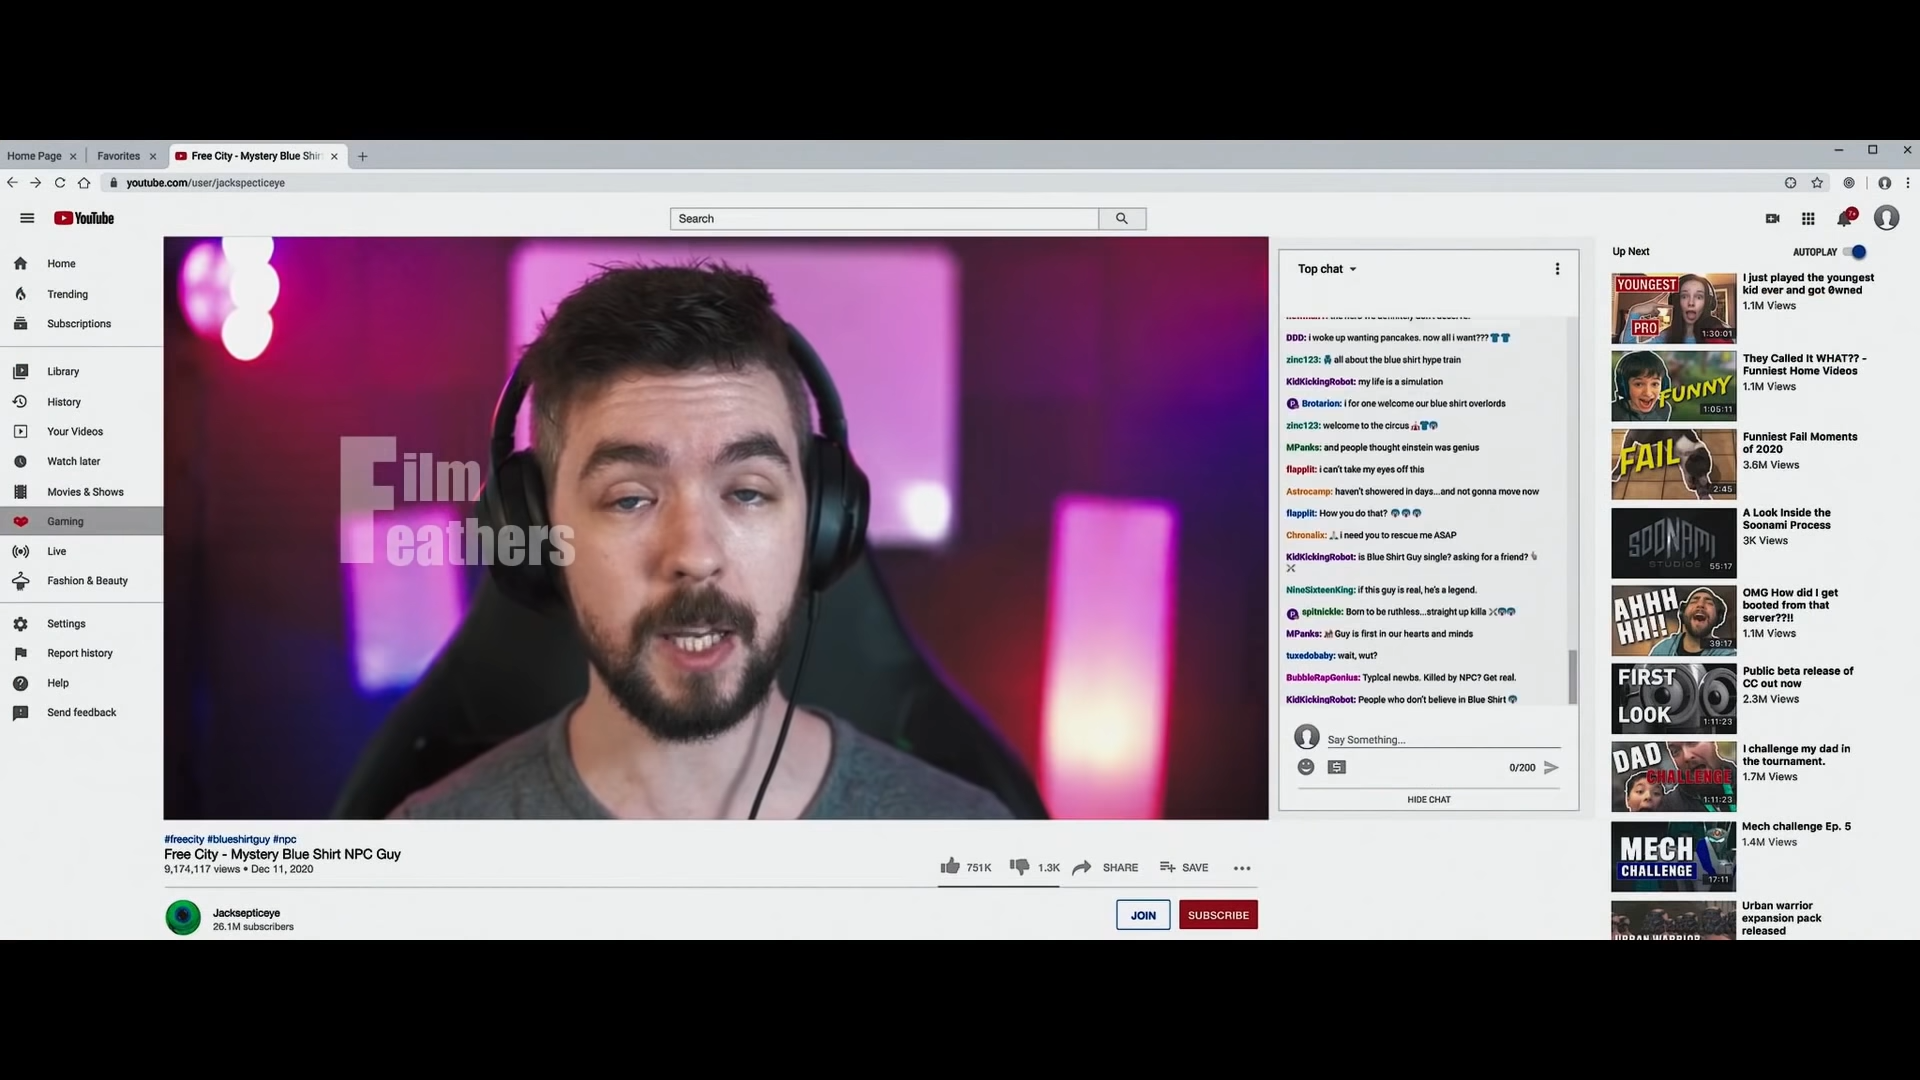 Home Page
Favorites
Free City - Mystery Blue Shir
youtube.com/user/jackspecticeye
YouTube
Search
7+
Home
Trending
Subscriptions
Library
History
Your Videos
Watch later
Movies & Shows
Gaming
Live
Fashion & Beauty
Settings
Report history
Help
Send feedback
Film
Feathers
#freecity #blueshirtguy #npc
Free City - Mystery Blue Shirt NPC Guy
9,174,117 views • Dec 11, 2020
751K
1.3K
SHARE
SAVE
Jacksepticeye
26.1M subscribers
JOIN
SUBSCRIBE
Top chat
DDD: i woke up wanting pancakes. now all i want???
zinc123: all about the blue shirt hype train
KidKickingRobot: my life is a simulation
Brotarion: i for one welcome our blue shirt overlords
zinc123: welcome to the circus
MPanks: and people thought einstein was genius
flapplit: i can't take my eyes off this
Astrocamp: haven't showered in days...and not gonna move now
flapplit: How you do that?
Chronalix: i need you to rescue me ASAP
KidKickingRobot: is Blue Shirt Guy single? asking for a friend?
NineSixteenKing: if this guy is real, he's a legend.
spitnickle: Born to be ruthless...straight up killa
MPanks: Guy is first in our hearts and minds
tuxedobaby: wait, wut?
BubbleRapGenius: Typlcal newbs. Killed by NPC? Get real.
KidKickingRobot: People who don't believe in Blue Shirt
Say Something...
0/200
HIDE CHAT
Up Next
AUTOPLAY
YOUNGEST
PRO
1:30:01
I just played the youngest
kid ever and got 0wned
1.1M Views
FUNNY
1:05:11
They Called It WHAT?? -
Funniest Home Videos
1.1M Views
FAIL
2:45
Funniest Fail Moments
of 2020
3.6M Views
SOONAMI
STUDIOS
55:17
A Look Inside the
Soonami Process
3K Views
AHHH
HH!!
39:17
OMG How did I get
booted from that
server??!!
1.1M Views
FIRST
LOOK
1:11:23
Public beta release of
CC out now
2.3M Views
DAD
CHALLENGE
1:11:23
I challenge my dad in
the tournament.
1.7M Views
MECH
CHALLENGE
17:11
Mech challenge Ep. 5
1.4M Views
URBAN WARRIOR
Urban warrior
expansion pack
released